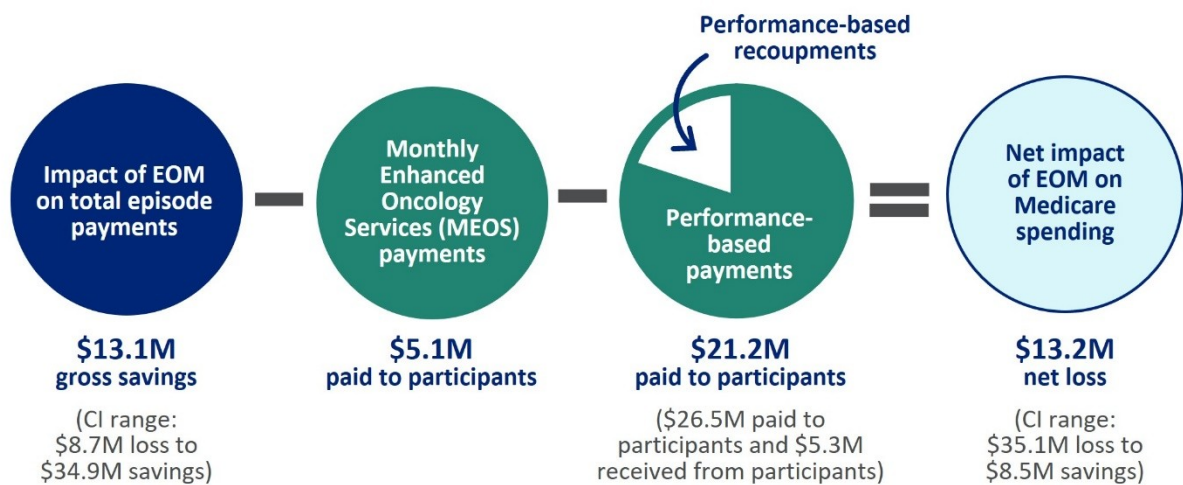 Performance-based
recoupments
Impact of EOM
on total episode
payments
Monthly
Enhanced
Oncology
Services (MEOS)
payments
Performance-
based
payments
Net impact
of EOM on
Medicare
spending
$13.1M
gross savings
(CI range:
$8.7M loss to
$34.9M savings)
$5.1M
paid to participants
$21.2M
paid to participants
($26.5M paid to
participants and $5.3M
received from participants)
$13.2M
net loss
(CI range:
$35.1M loss to
$8.5M savings)